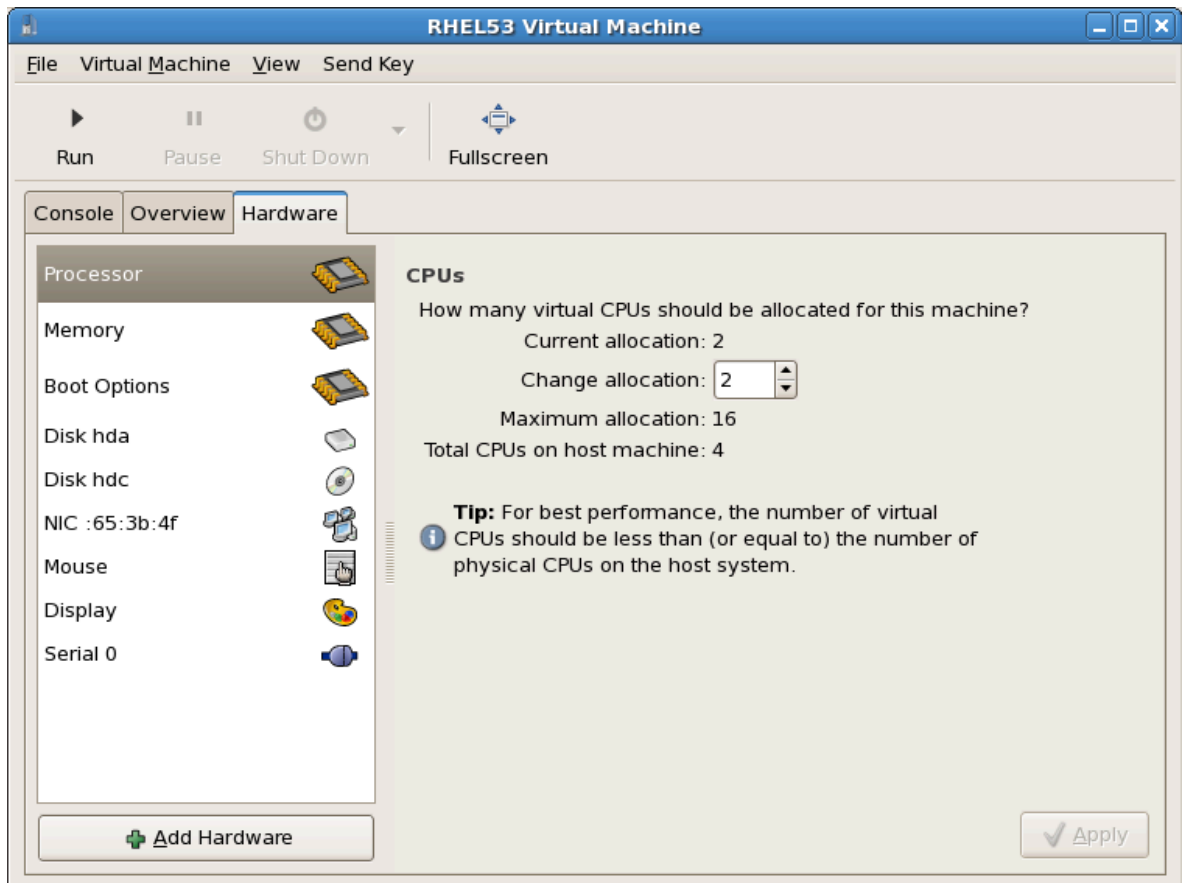 RHEL53 Virtual Machine
File Virtual Machine View Send Key
Run Pause Shut Down Fullscreen
Console Overview Hardware
Processor
Memory
Boot Options
Disk hda
Disk hdc
NIC :65:3b:4f
Mouse
Display
Serial 0
Add Hardware
CPUs
How many virtual CPUs should be allocated for this machine?
Current allocation: 2
Change allocation: 2
Maximum allocation: 16
Total CPUs on host machine: 4
Tip: For best performance, the number of virtual
CPUs should be less than (or equal to) the number of
physical CPUs on the host system.
Apply